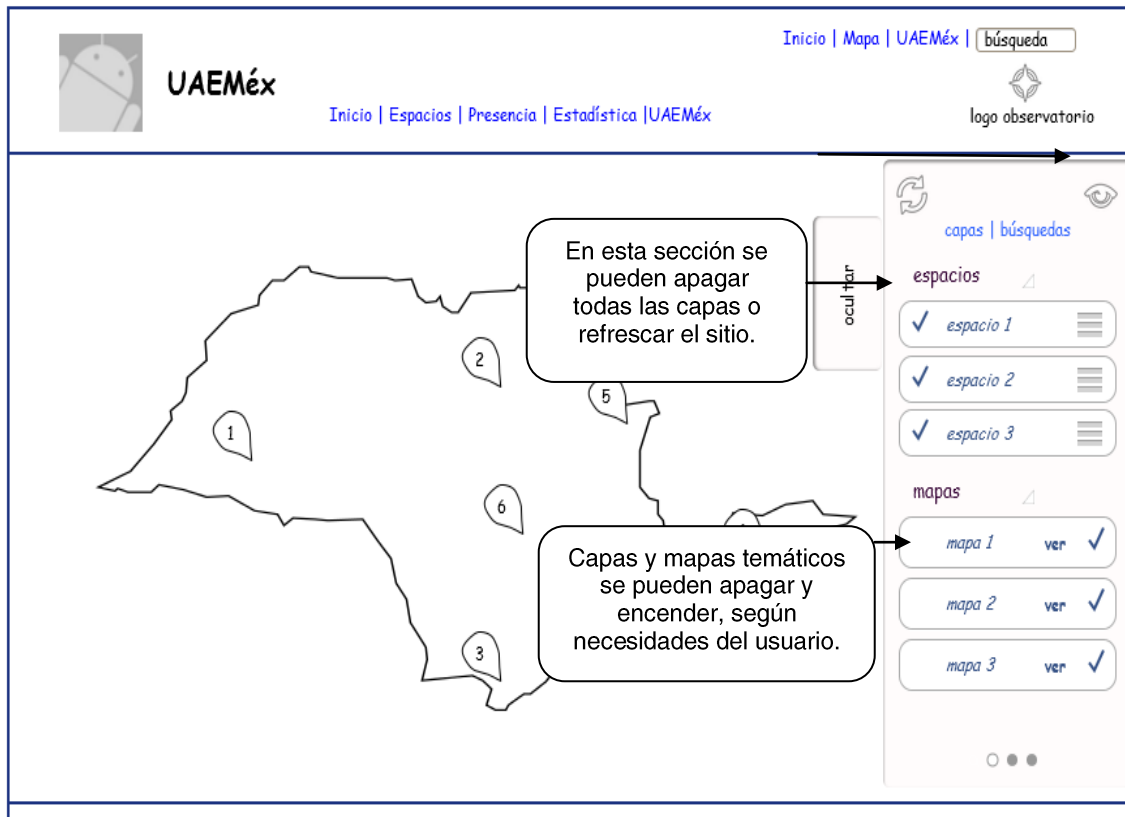 Inicio | Mapa | UAEMéx | búsqueda
UAEMéx
logo observatorio
Inicio | Espacios | Presencia | Estadística |UAEMéx
capas | búsquedas
ocultar
En esta sección se
pueden apagar
todas las capas o
refrescar el sitio.
espacios
espacio 1
espacio 2
espacio 3
2
5
1
6
3
mapas
mapa 1 ver
mapa 2 ver
mapa 3 ver
Capas y mapas temáticos
se pueden apagar y
encender, según
necesidades del usuario.